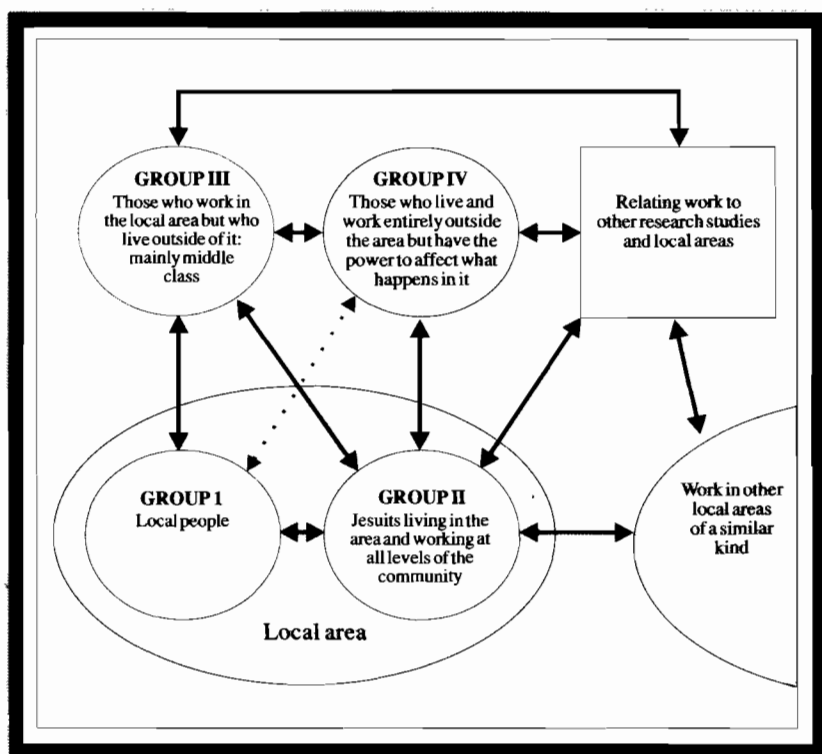 GROUP III
Those who work in
the local area but who
live outside of it:
mainly middle
class
GROUP IV
Those who live and
work entirely outside
the area but have the
power to affect what
happens in it
Relating work to
other research studies
and local areas
GROUP 1
Local people
GROUP II
Jesuits living in the
area and working at
all levels of the
community
Work in other
local areas
of a similar
kind
Local area